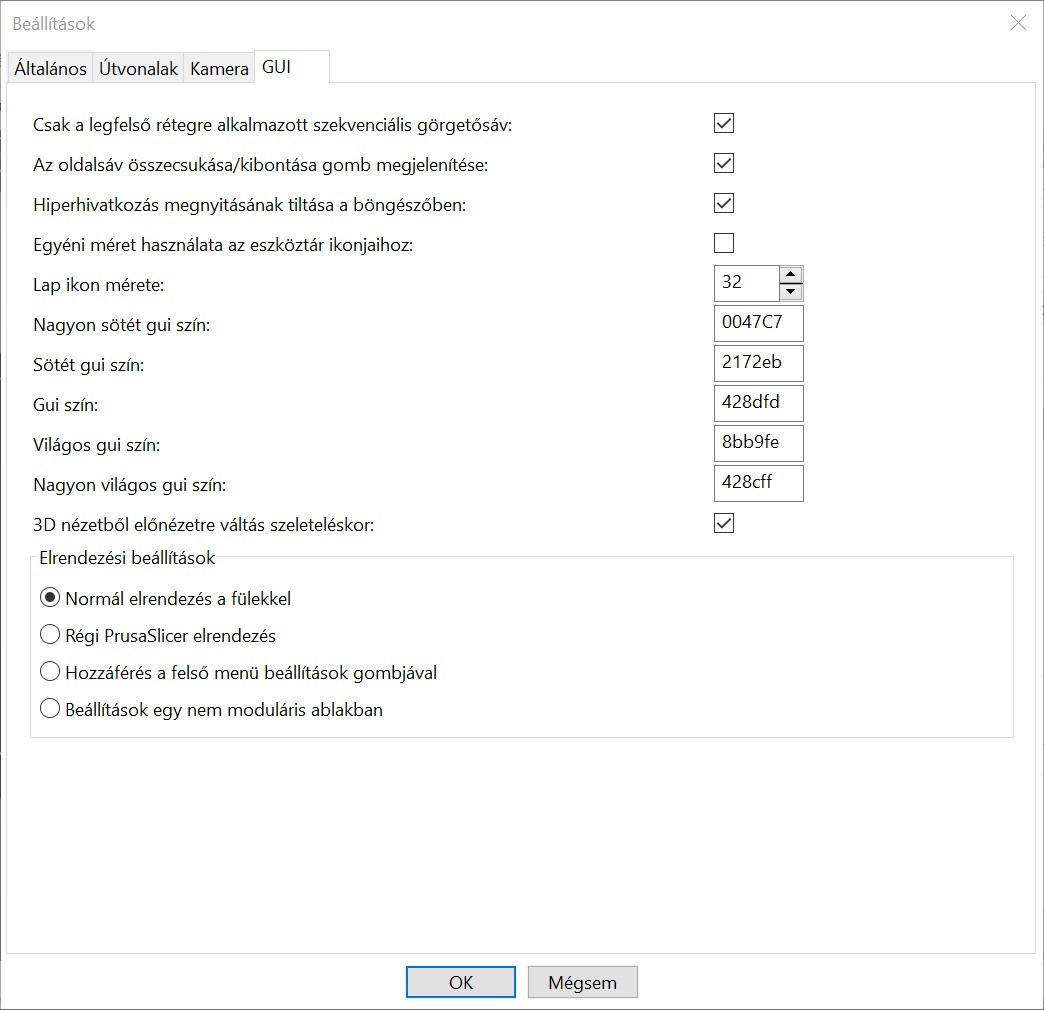 Beállítások
Általános Útvonalak Kamera GUI
Csak a legfelső rétegre alkalmazott szekvenciális görgetősáv:
Az oldalsáv összecsukása/kibontása gomb megjelenítése:
Hiperhivatkozás megnyitásának tiltása a böngészőben:
Egyéni méret használata az eszköztár ikonjaihoz:
Lap ikon mérete: 32
Nagyon sötét gui szín: 0047C7
Sötét gui szín: 2172eb
Gui szín: 428dfd
Világos gui szín: 8bb9fe
Nagyon világos gui szín: 428cff
3D nézetből előnézetre váltás szeleteléskor:
Elrendezési beállítások
Normál elrendezés a fülekkel
Régi PrusaSlicer elrendezés
Hozzáférés a felső menü beállítások gombjával
Beállítások egy nem moduláris ablakban
OK Mégsem